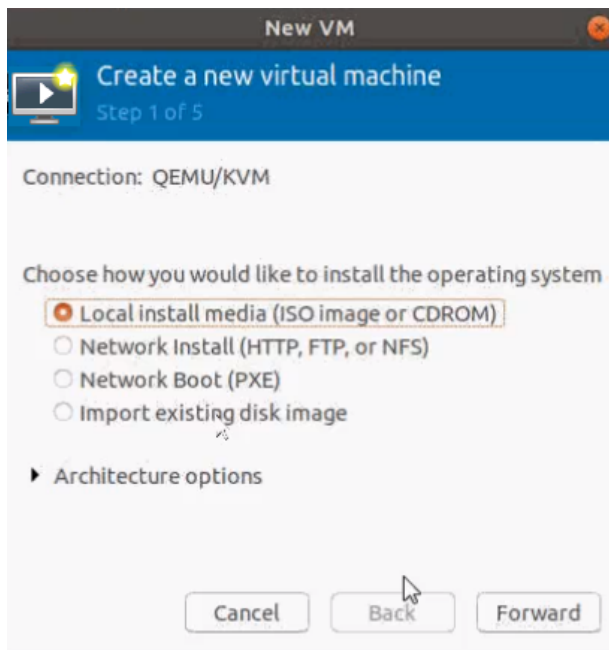 New VM
Create a new virtual machine
Step 1 of 5
Connection: QEMU/KVM
Choose how you would like to install the operating system
Local install media (ISO image or CDROM)
Network Install (HTTP, FTP, or NFS)
Network Boot (PXE)
Import existing disk image
Architecture options
Cancel Back Forward